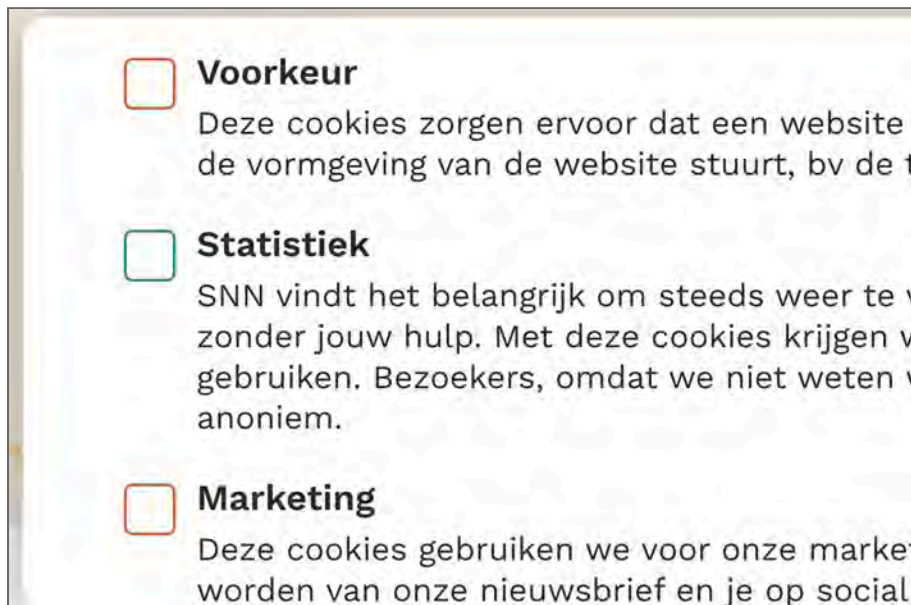 Voorkeur
Deze cookies zorgen ervoor dat een website
de vormgeving van de website stuurt, bv de
Statistiek
SNN vindt het belangrijk om steeds weer te
zonder jouw hulp. Met deze cookies krijgen
gebruiken. Bezoekers, omdat we niet weten
anoniem.
Marketing
Deze cookies gebruiken we voor onze
worden van onze nieuwsbrief en je op social